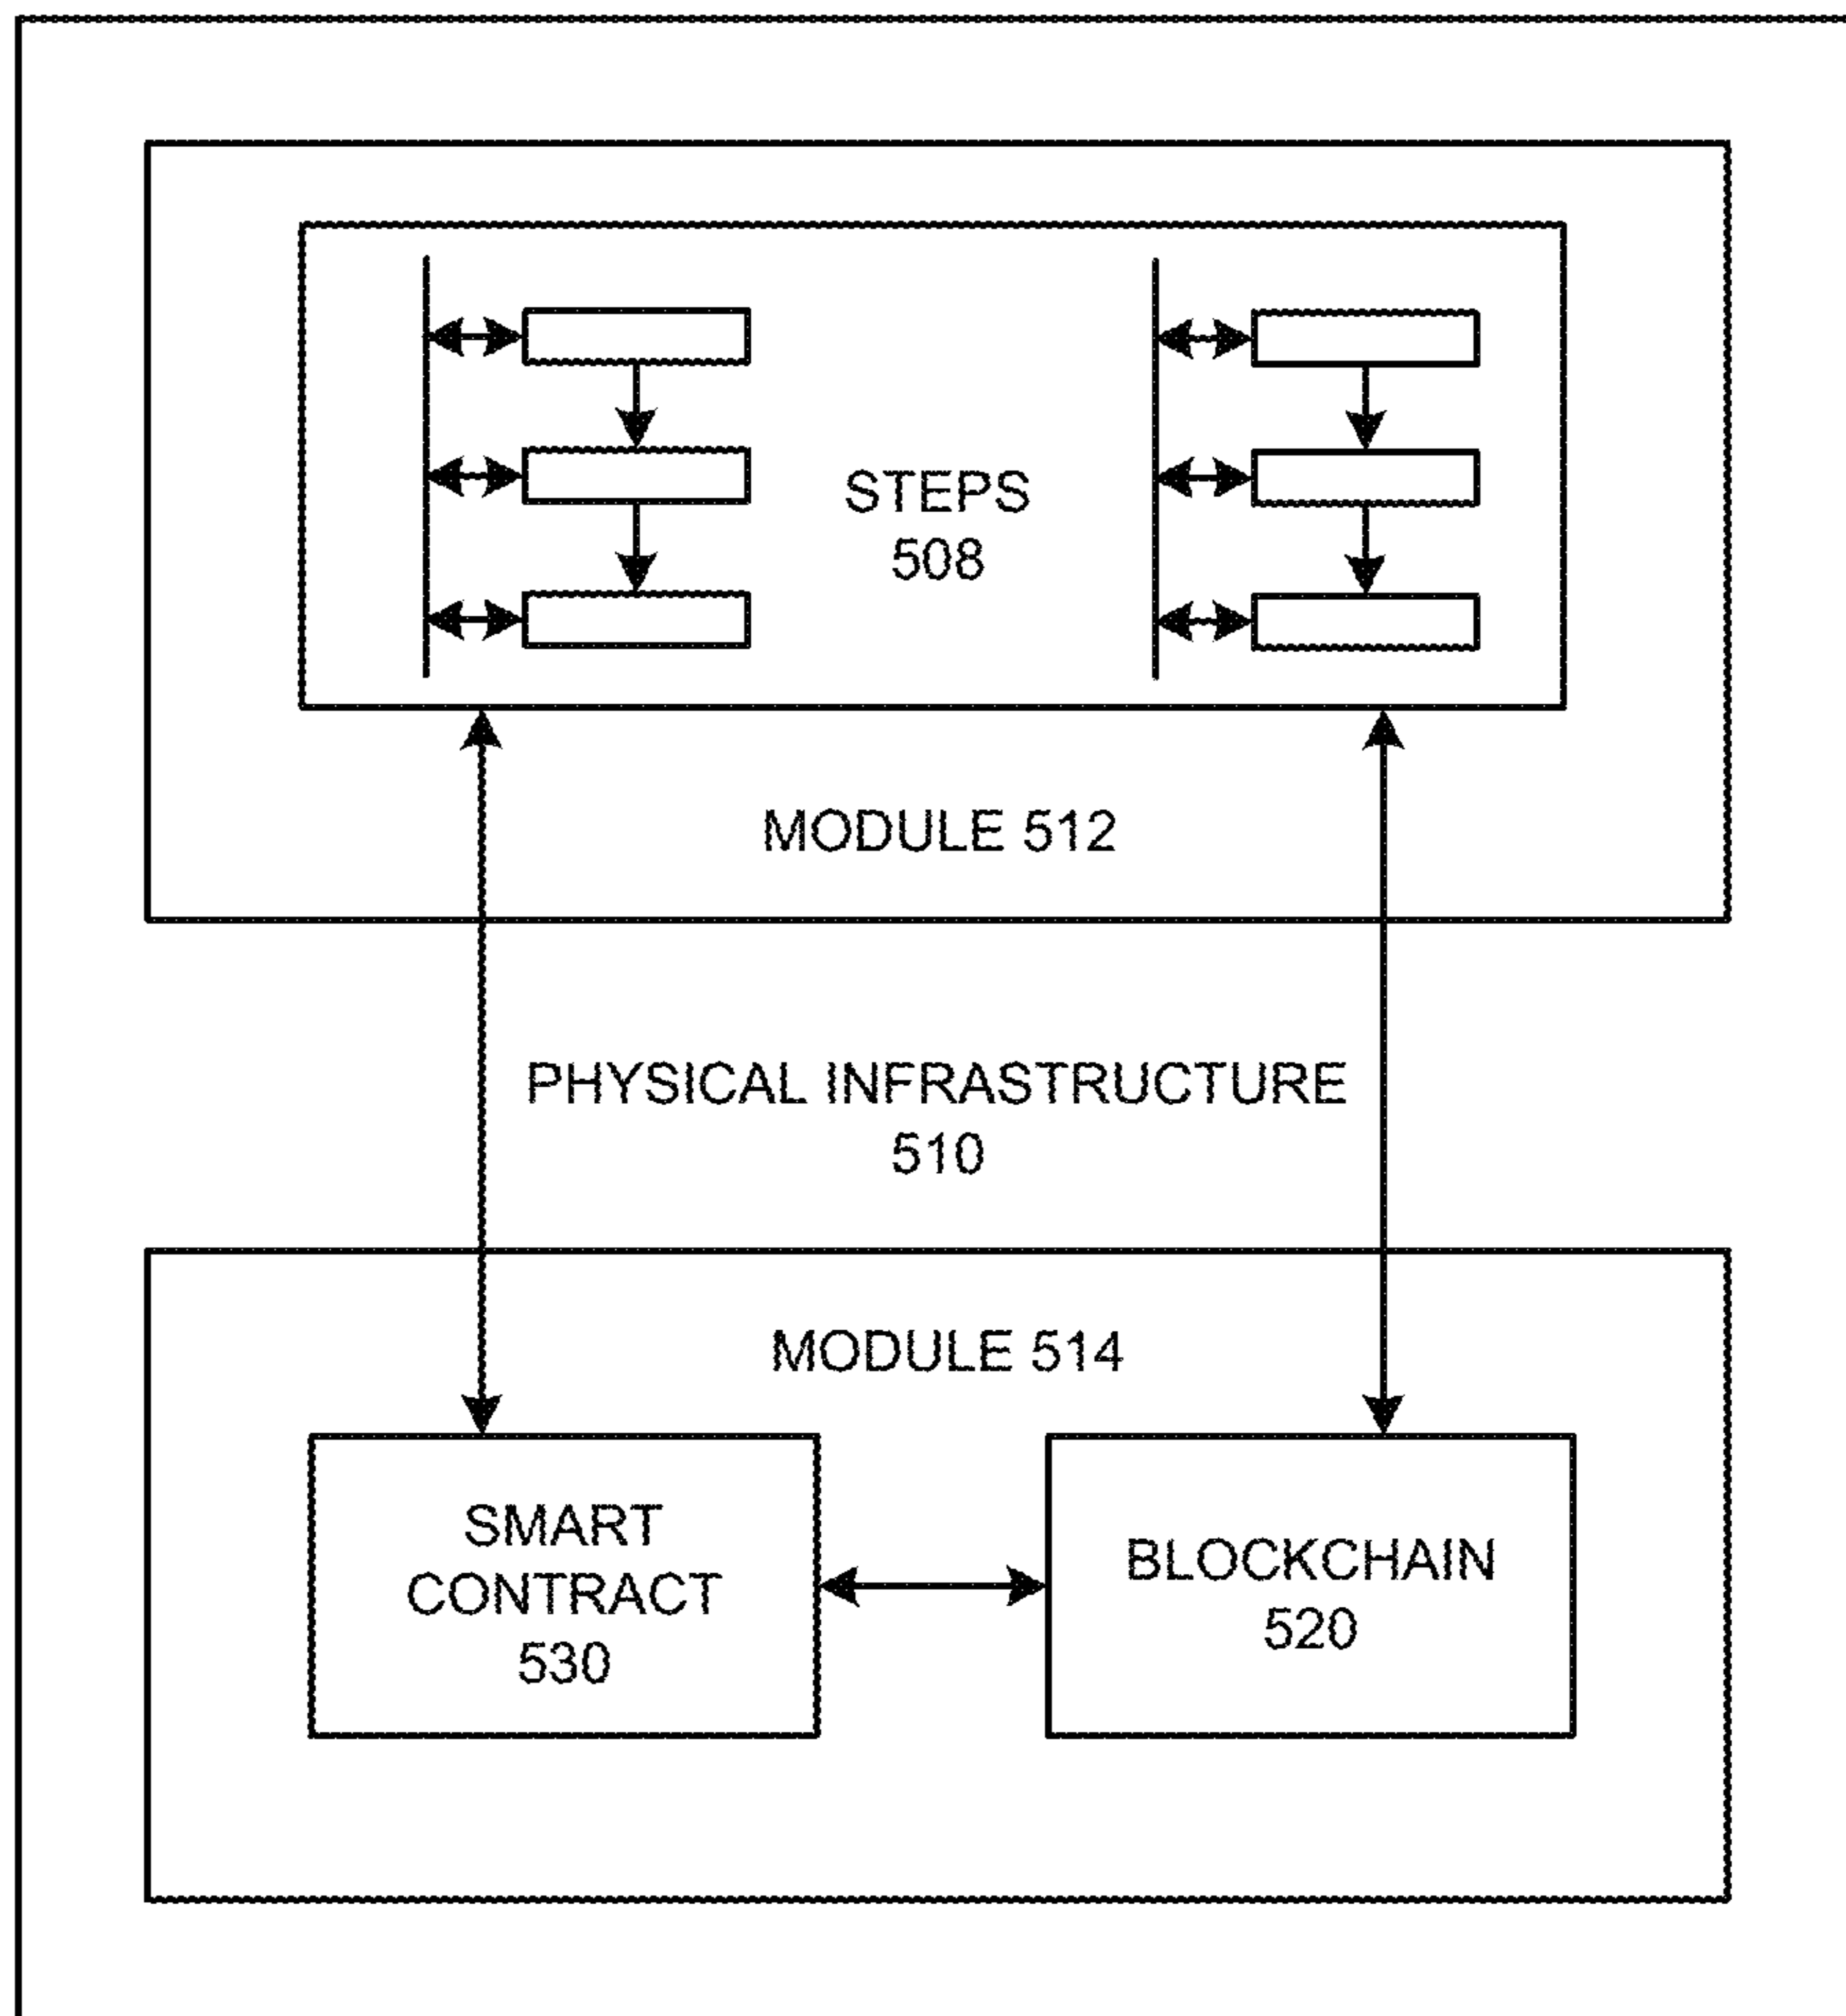 STEPS
508
MODULE 512
PHYSICAL INFRASTRUCTURE
510
MODULE 514
SMART
CONTRACT
530
BLOCKCHAIN
520